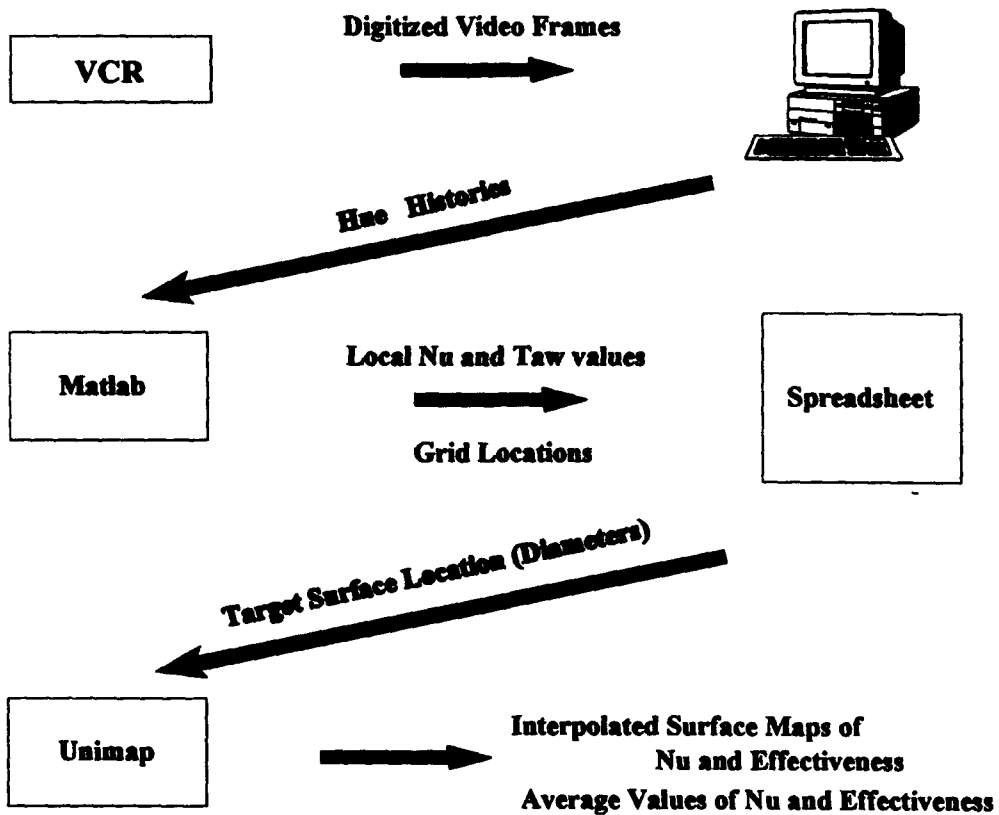 Digitized Video Frames
VCR
Hue Histories
Matlab
Local Nu and Taw values
Grid Locations
Spreadsheet
Target Surface Location (Diameters)
Unimap
Interpolated Surface Maps of
Nu and Effectiveness
Average Values of Nu and Effectiveness